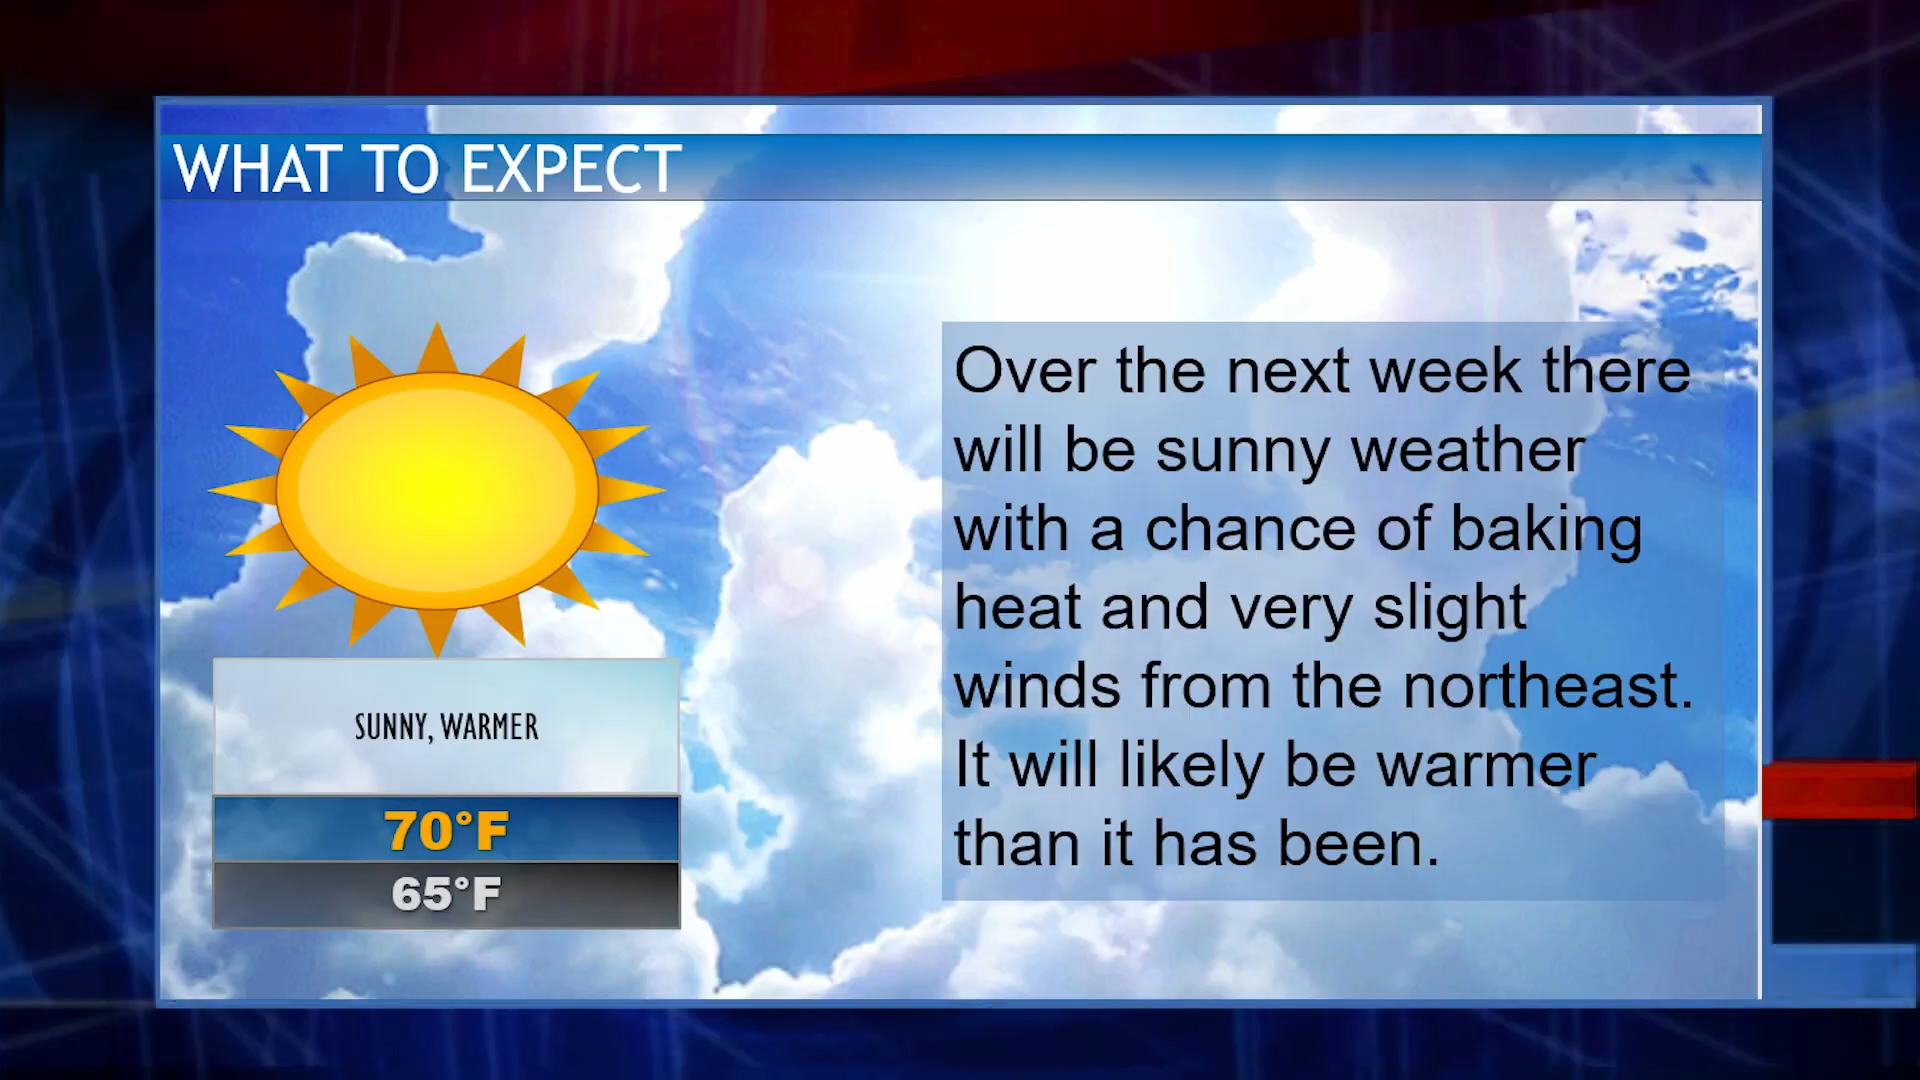 WHAT TO EXPECT
SUNNY, WARMER
70°F
65°F
Over the next week there
will be sunny weather
with a chance of baking
heat and very slight
winds from the northeast.
It will likely be warmer
than it has been.